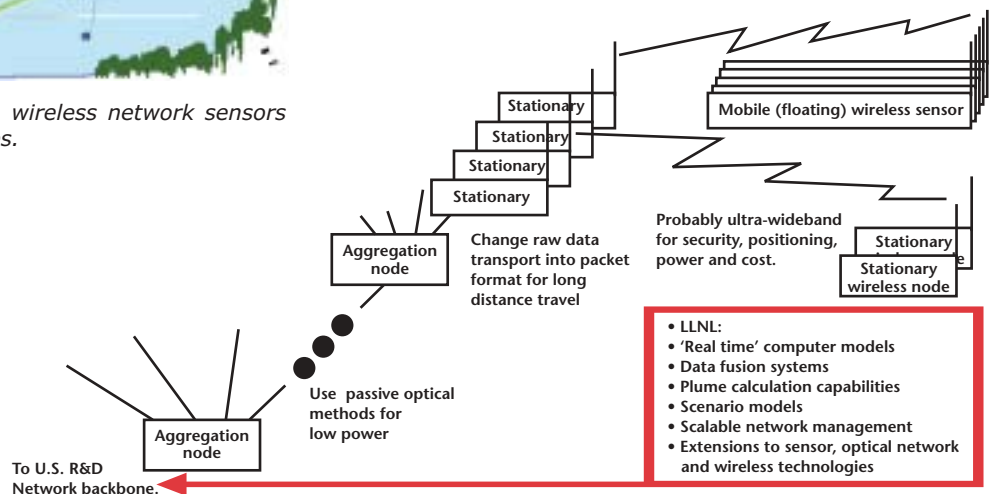 wireless network sensors
es.
Stationary
Stationary
Stationary
Stationary
Mobile (floating) wireless sensor
Aggregation
node
Change raw data
transport into packet
format for long
distance travel
Probably ultra-wideband
for security, positioning,
power and cost.
Stationary
Stationary
wireless node
Use passive optical
methods for
low power
Aggregation
node
To U.S. R&D
Network backbone.
• LLNL:
• ‘Real time’ computer models
• Data fusion systems
• Plume calculation capabilities
• Scenario models
• Scalable network management
• Extensions to sensor, optical network
and wireless technologies